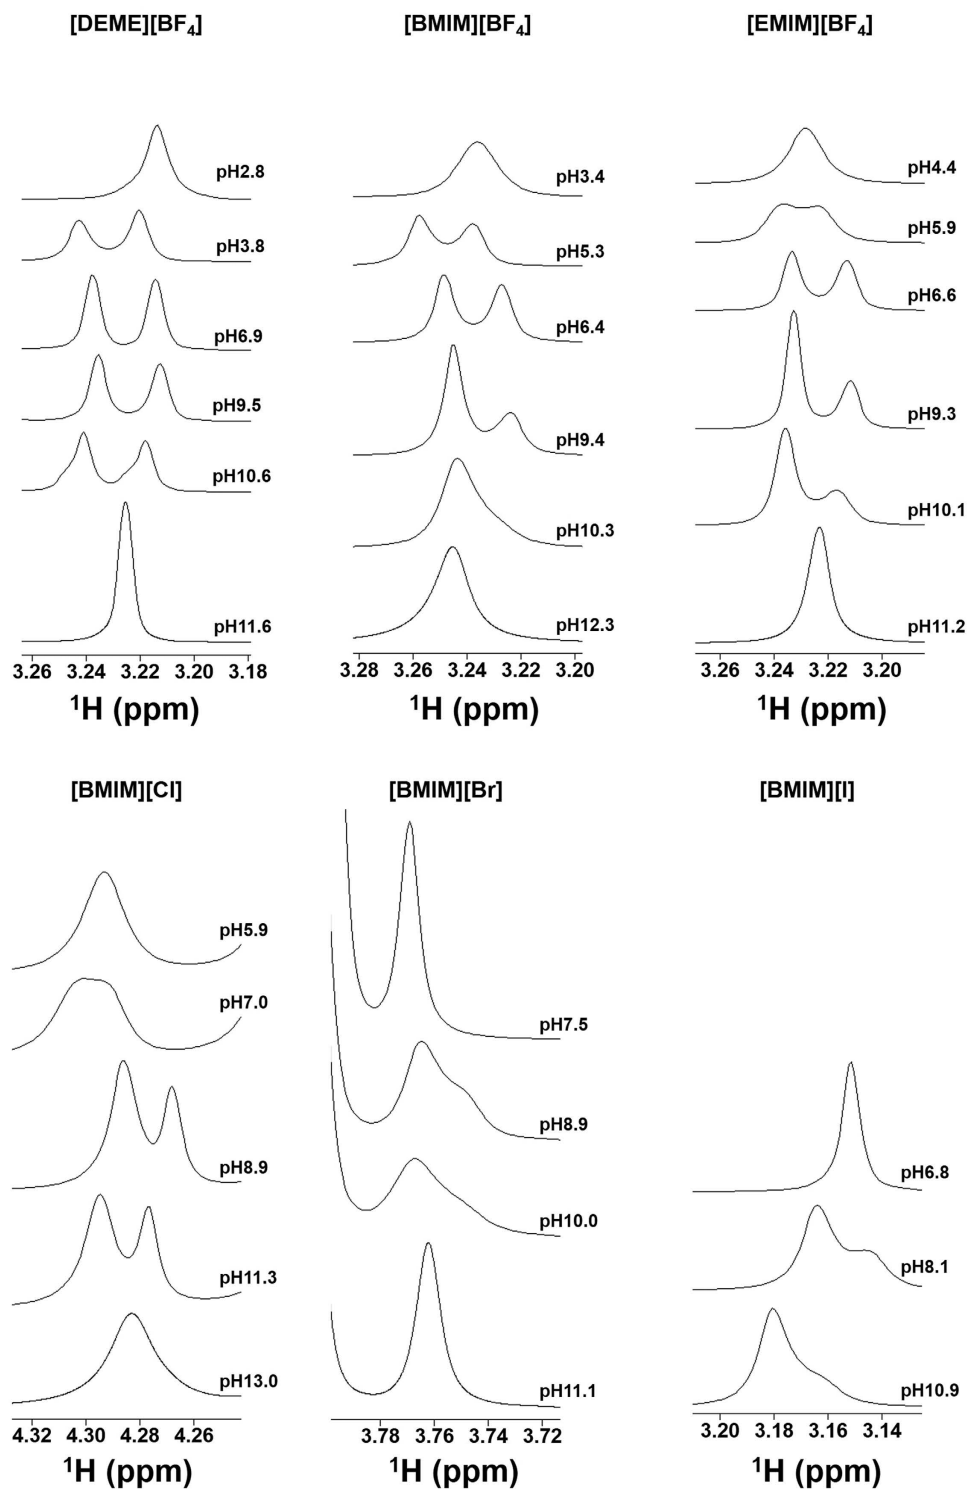 [DEME][BF₄]
pH2.8
pH3.8
pH6.9
pH9.5
pH10.6
pH11.6
3.26 3.22 3.20 3.18
¹H (ppm)
[BMIM][BF₄]
pH3.4
pH5.3
pH6.4
pH9.4
pH10.3
pH12.3
3.28 3.26 3.24 3.22 3.20
¹H (ppm)
[EMIM][BF₄]
pH4.4
pH5.9
pH6.6
pH9.3
pH10.1
pH11.2
3.26 3.24 3.22 3.20
¹H (ppm)
[BMIM][Cl]
pH5.9
pH7.0
pH8.9
pH11.3
pH13.0
4.32 4.30 4.28 4.26
¹H (ppm)
[BMIM][Br]
pH7.5
pH8.9
pH10.0
pH11.1
3.78 3.76 3.74 3.72
¹H (ppm)
[BMIM][I]
pH6.8
pH8.1
pH10.9
3.20 3.18 3.16 3.14
¹H (ppm)